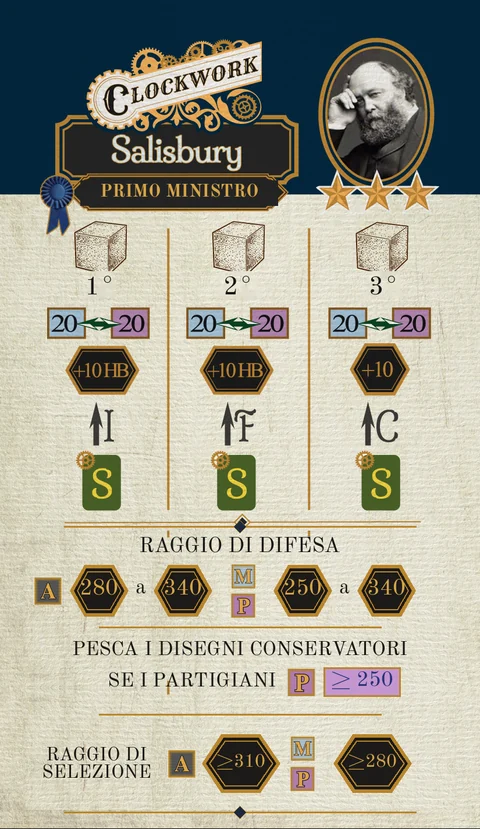 CLOCKWORK
Salisbury
PRIMO MINISTRO
1° 2° 3°
20 20 20 20 20 20
+10 HB +10 HB +10
I F C
S S S
RAGGIO DI DIFESA
A 280 a 340 M P 250 a 340
PESCA I DISEGNI CONSERVATORI
SE I PARTIGIANI P ≥ 250
RAGGIO DI SELEZIONE A ≥310 M P ≥280